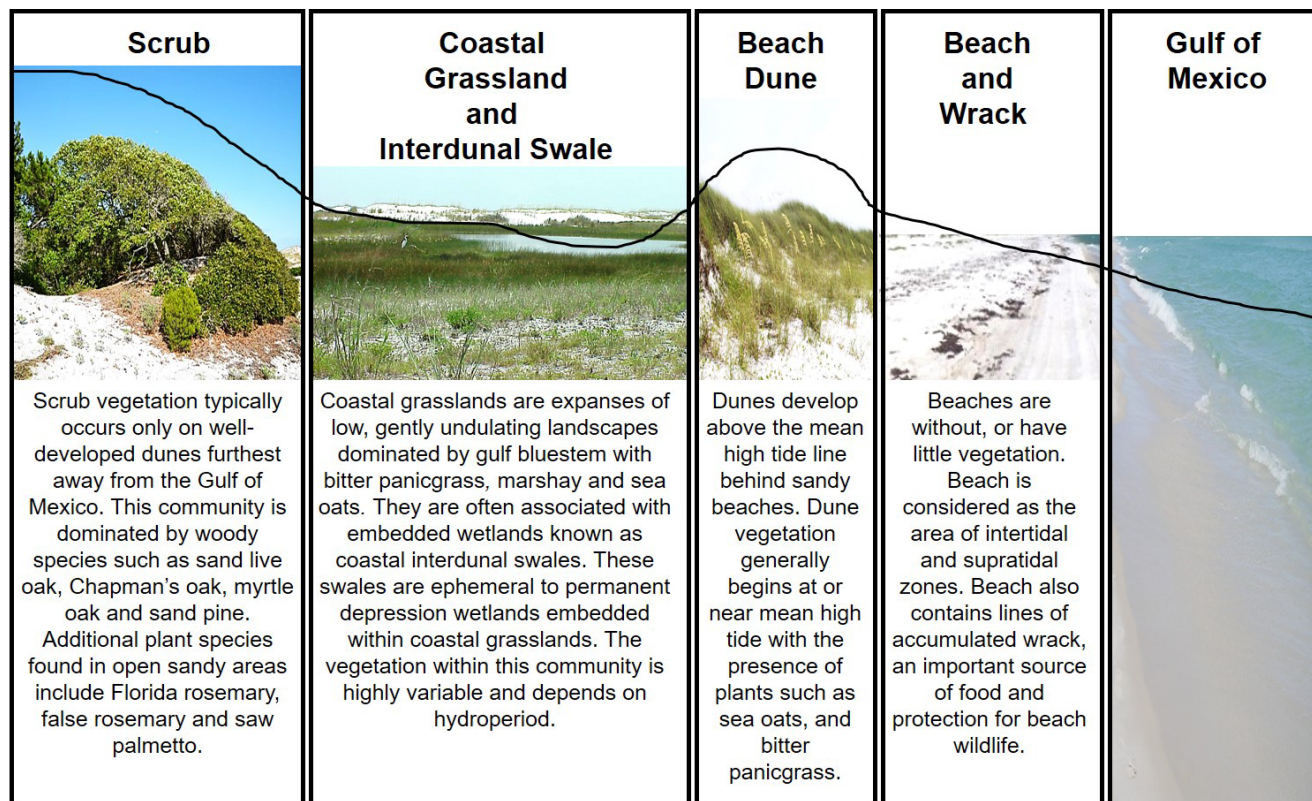 Scrub
Scrub vegetation typically
occurs only on well-
developed dunes furthest
away from the Gulf of
Mexico. This community is
dominated by woody
species such as sand live
oak, Chapman’s oak, myrtle
oak and sand pine.
Additional plant species
found in open sandy areas
include Florida rosemary,
false rosemary and saw
palmetto.
Coastal
Grassland
and
Interdunal Swale
Coastal grasslands are expanses of
low, gently undulating landscapes
dominated by gulf bluestem with
bitter panicgrass, marshay and sea
oats. They are often associated with
embedded wetlands known as
coastal interdunal swales. These
swales are ephemeral to permanent
depression wetlands embedded
within coastal grasslands. The
vegetation within this community is
highly variable and depends on
hydroperiod.
Beach
Dune
Dunes develop
above the mean
high tide line
behind sandy
beaches. Dune
vegetation
generally
begins at or
near mean high
tide with the
presence of
plants such as
sea oats, and
bitter
panicgrass.
Beach
and
Wrack
Beaches are
without, or have
little vegetation.
Beach is
considered as the
area of intertidal
and supratidal
zones. Beach also
contains lines of
accumulated wrack,
an important source
of food and
protection for beach
wildlife.
Gulf of
Mexico